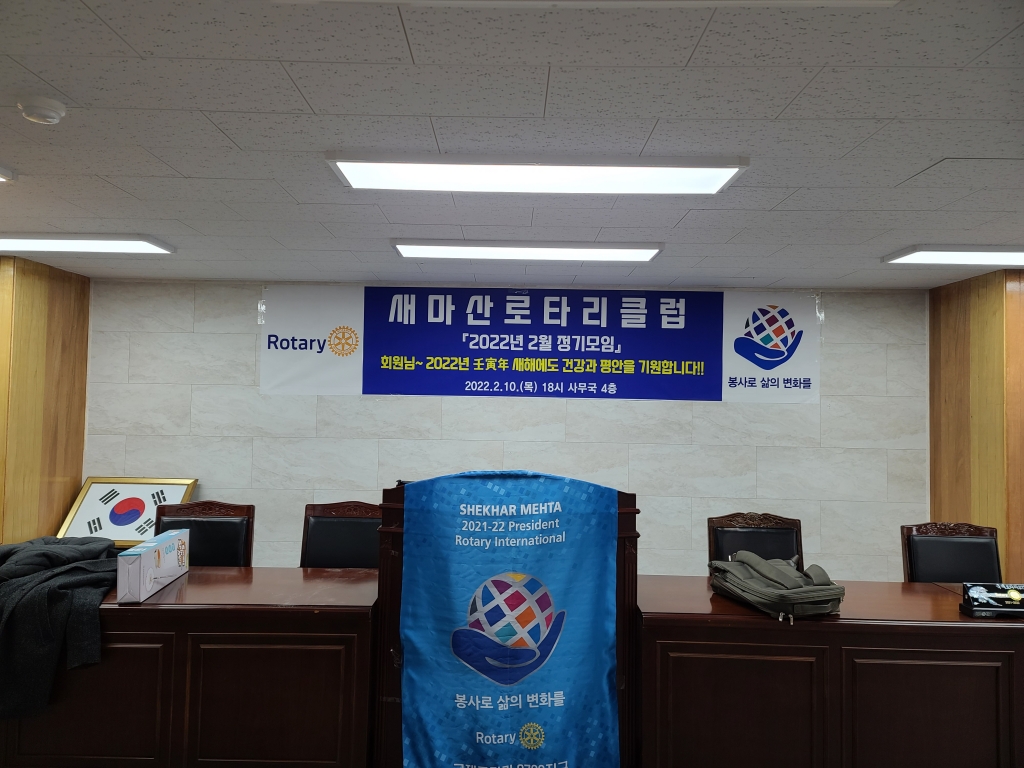 새마산로타리클럽
Rotary
「2022년 2월 정기모임」
회원님~ 2022년 壬寅年 새해에도 건강과 평안을 기원합니다!!
2022.2.10.(목) 18시 사무국 4층
봉사로 삶의 변화를
SHEKHAR MEHTA
2021-22 President
Rotary International
봉사로 삶의 변화를
Rotary